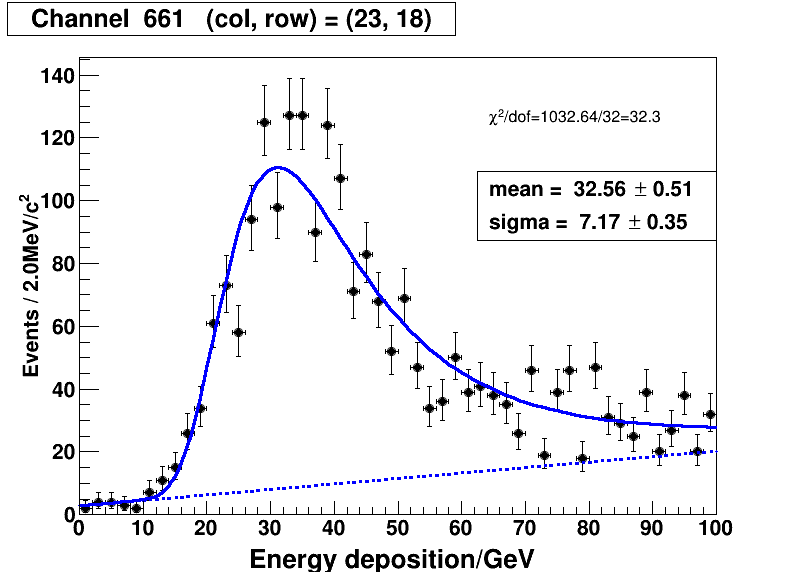 Channel 661 (col, row) = (23, 18)
χ²/dof=1032.64/32=32.3
mean = 32.56 ± 0.51
sigma = 7.17 ± 0.35
Events / 2.0MeV/c²
140
120
100
80
60
40
20
0
0 10 20 30 40 50 60 70 80 90 100
Energy deposition/GeV